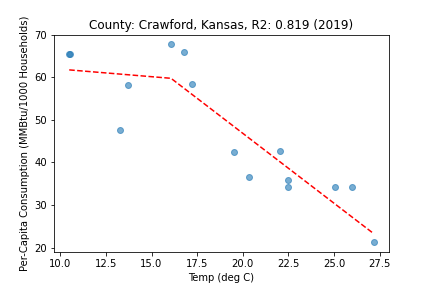 County: Crawford, Kansas, R2: 0.819 (2019)
Per-Capita Consumption (MMBtu/1000 Households)
70
60
50
40
30
20
10.0 12.5 15.0 17.5 20.0 22.5 25.0 27.5
Temp (deg C)